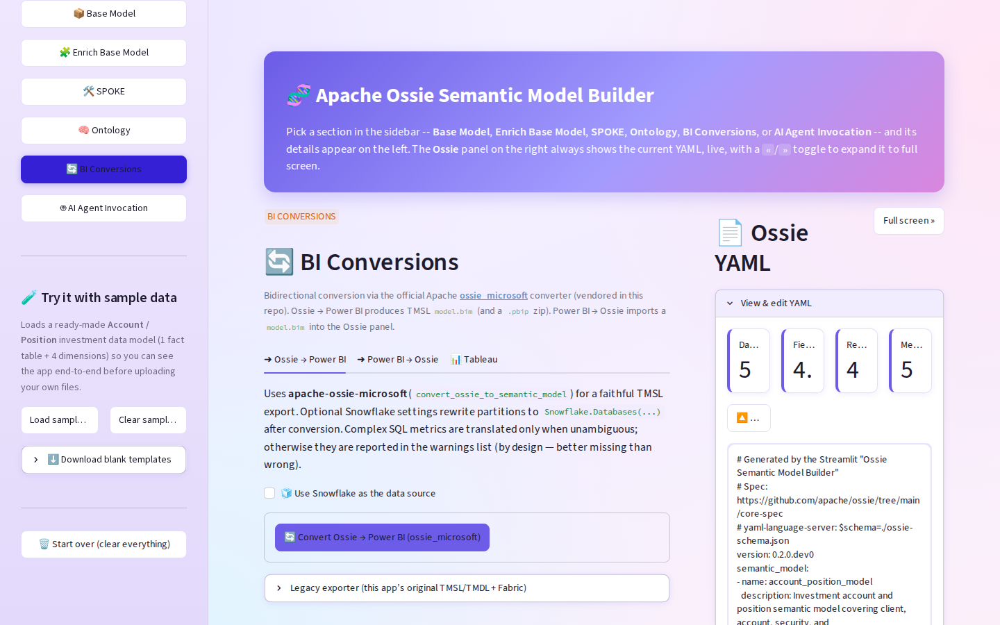 📦 Base Model
🧩 Enrich Base Model
🛠️ SPOKE
🧠 Ontology
🔄 BI Conversions
֎ AI Agent Invocation
🧪 Try it with sample data
Loads a ready-made Account /
Position investment data model (1 fact
table + 4 dimensions) so you can see
the app end-to-end before uploading
your own files.
Load sampl…
Clear sampl…
⬇️ Download blank templates
🗑️ Start over (clear everything)
🧬 Apache Ossie Semantic Model Builder
Pick a section in the sidebar -- Base Model, Enrich Base Model, SPOKE, Ontology, BI Conversions, or AI Agent Invocation -- and its
details appear on the left. The Ossie panel on the right always shows the current YAML, live, with a « / » toggle to expand it to full
screen.
BI CONVERSIONS
🔄 BI Conversions
Bidirectional conversion via the official Apache ossie_microsoft converter (vendored in this
repo). Ossie → Power BI produces TMSL model.bim (and a .pbip zip). Power BI → Ossie imports a
model.bim into the Ossie panel.
➜ Ossie → Power BI
➜ Power BI → Ossie
📊 Tableau
Uses apache-ossie-microsoft ( convert_ossie_to_semantic_model ) for a faithful TMSL
export. Optional Snowflake settings rewrite partitions to Snowflake.Databases(...)
after conversion. Complex SQL metrics are translated only when unambiguous;
otherwise they are reported in the warnings list (by design — better missing than
wrong).
🧊 Use Snowflake as the data source
🔄 Convert Ossie → Power BI (ossie_microsoft)
Legacy exporter (this app's original TMSL/TMDL + Fabric)
📄 Ossie
YAML
Full screen »
View & edit YAML
Da…
5
Fie…
4.
Re…
4
Me…
5
🔼 …
# Generated by the Streamlit "Ossie
Semantic Model Builder"
# Spec:
https://github.com/apache/ossie/tree/main
/core-spec
# yaml-language-server: $schema=./ossie-
schema.json
version: 0.2.0.dev0
semantic_model:
- name: account_position_model
description: Investment account and
position semantic model covering client,
account, security, and